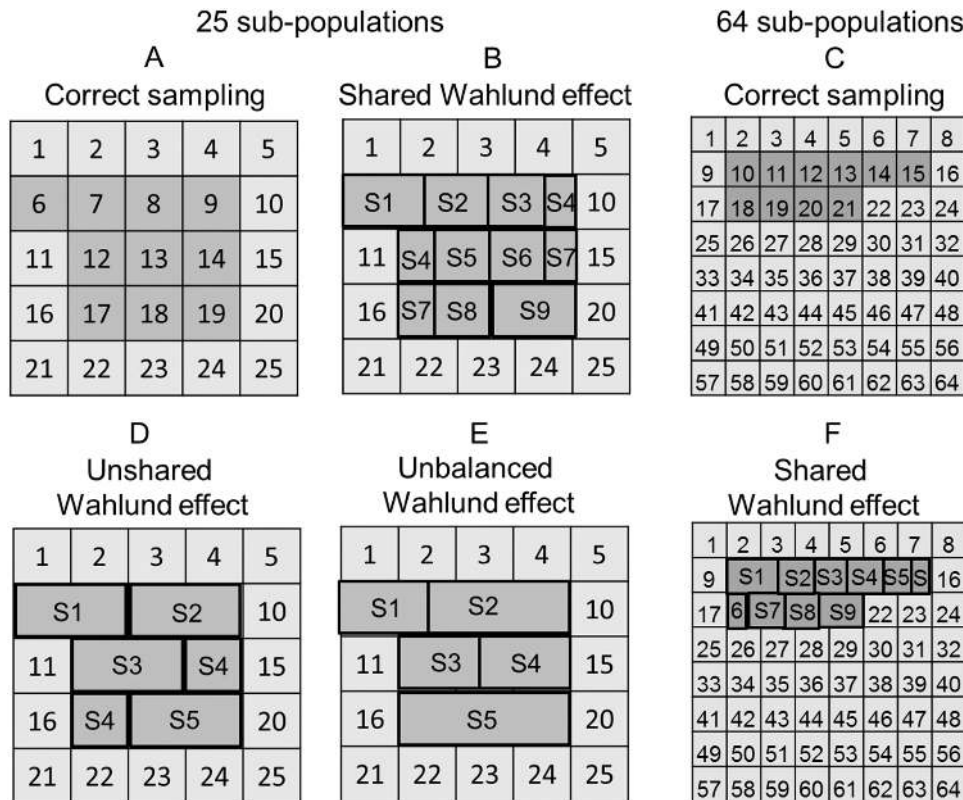 25 sub-populations 64 sub-populations
A B C
Correct sampling Shared Wahlund effect Correct sampling
1 2 3 4 5
6 7 8 9 10
11 12 13 14 15
16 17 18 19 20
21 22 23 24 25
1 2 3 4 5
S1 S2 S3 S4 10
11 S4 S5 S6 S7 15
16 S7 S8 S9 20
21 22 23 24 25
1 2 3 4 5 6 7 8
9 10 11 12 13 14 15 16
17 18 19 20 21 22 23 24
25 26 27 28 29 30 31 32
33 34 35 36 37 38 39 40
41 42 43 44 45 46 47 48
49 50 51 52 53 54 55 56
57 58 59 60 61 62 63 64
D E F
Unshared Unbalanced Shared
Wahlund effect Wahlund effect Wahlund effect
1 2 3 4 5
S1 S2 10
11 S3 S4 15
16 S4 S5 20
21 22 23 24 25
1 2 3 4 5
S1 S2 10
11 S3 S4 15
16 S5 20
21 22 23 24 25
1 2 3 4 5 6 7 8
9 S1 S2 S3 S4 S5 S 16
17 6 S7 S8 S9 22 23 24
25 26 27 28 29 30 31 32
33 34 35 36 37 38 39 40
41 42 43 44 45 46 47 48
49 50 51 52 53 54 55 56
57 58 59 60 61 62 63 64